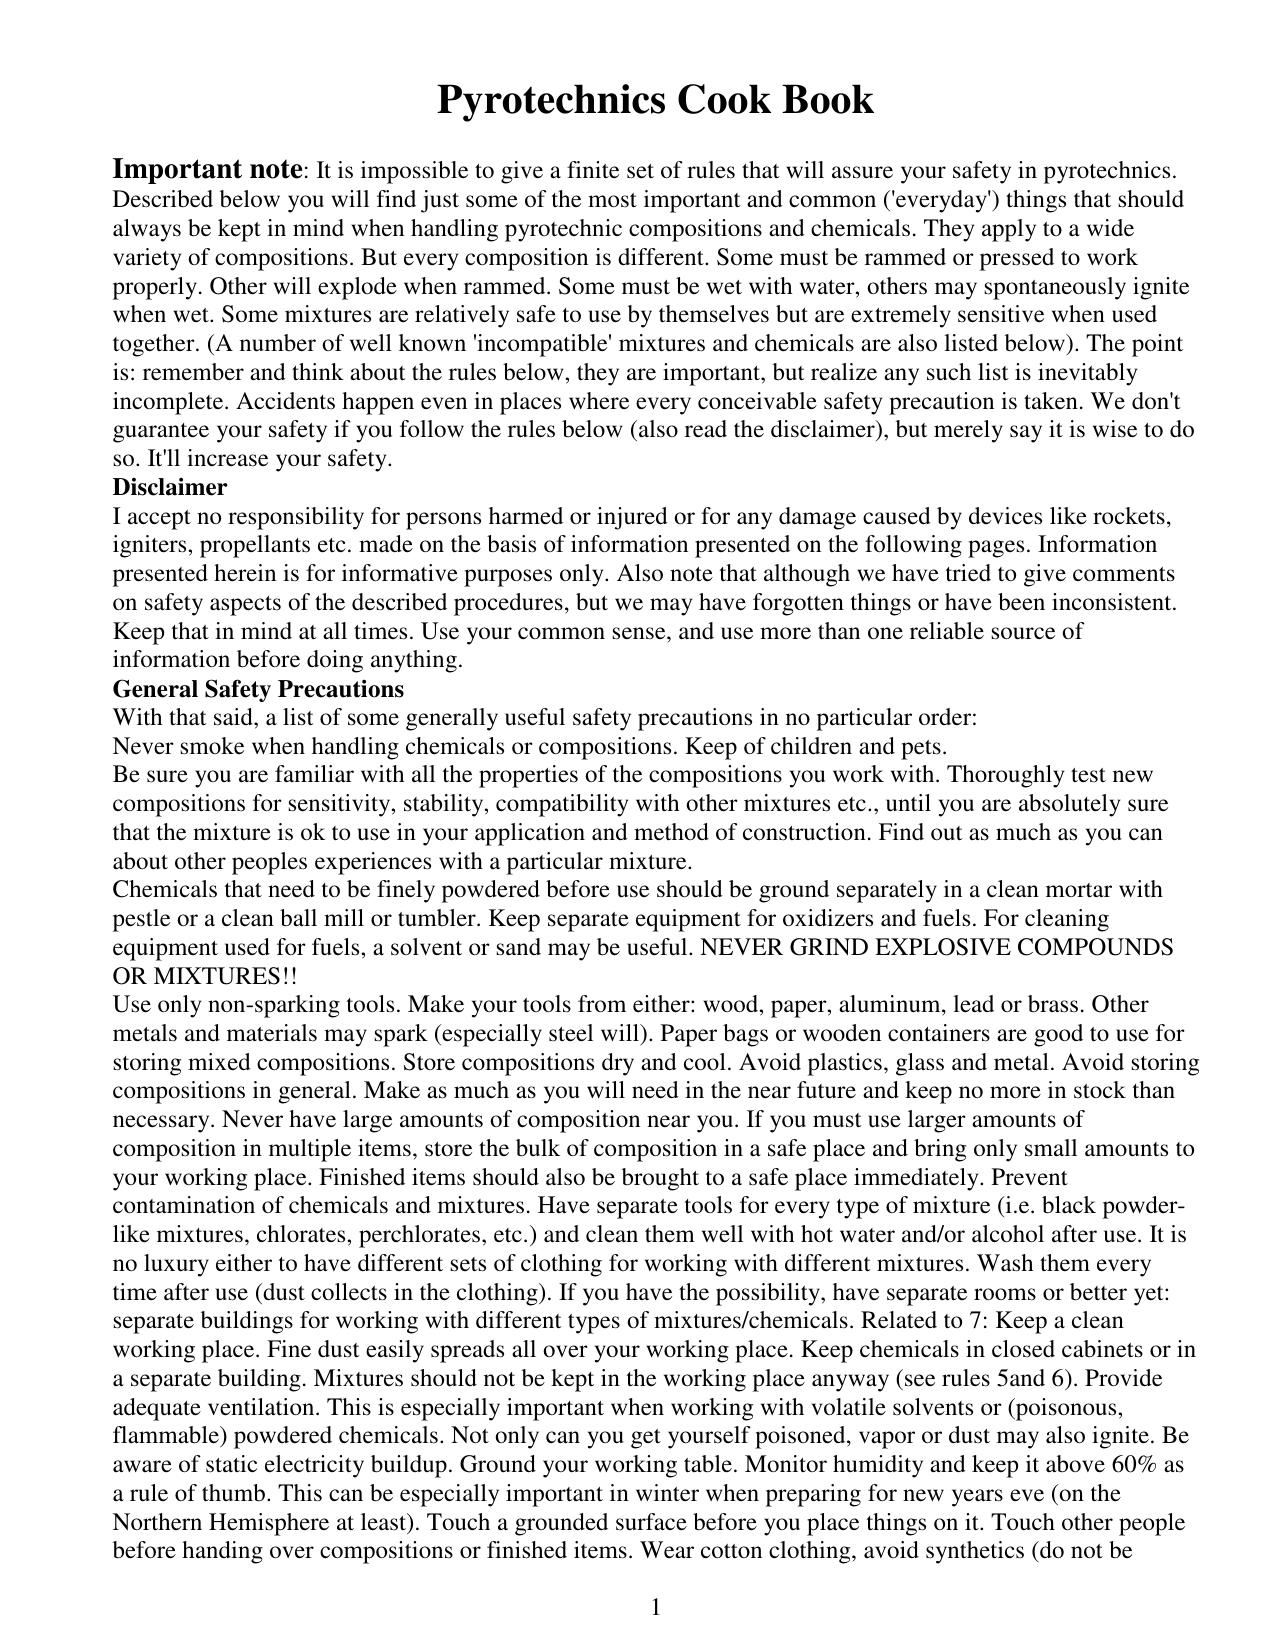 Pyrotechnics Cook Book
Important note: It is impossible to give a finite set of rules that will assure your safety in pyrotechnics.
Described below you will find just some of the most important and common ('everyday') things that should
always be kept in mind when handling pyrotechnic compositions and chemicals. They apply to a wide
variety of compositions. But every composition is different. Some must be rammed or pressed to work
properly. Other will explode when rammed. Some must be wet with water, others may spontaneously ignite
when wet. Some mixtures are relatively safe to use by themselves but are extremely sensitive when used
together. (A number of well known 'incompatible' mixtures and chemicals are also listed below). The point
is: remember and think about the rules below, they are important, but realize any such list is inevitably
incomplete. Accidents happen even in places where every conceivable safety precaution is taken. We don't
guarantee your safety if you follow the rules below (also read the disclaimer), but merely say it is wise to do
so. It'll increase your safety.
Disclaimer
I accept no responsibility for persons harmed or injured or for any damage caused by devices like rockets,
igniters, propellants etc. made on the basis of information presented on the following pages. Information
presented herein is for informative purposes only. Also note that although we have tried to give comments
on safety aspects of the described procedures, but we may have forgotten things or have been inconsistent.
Keep that in mind at all times. Use your common sense, and use more than one reliable source of
information before doing anything.
General Safety Precautions
With that said, a list of some generally useful safety precautions in no particular order:
Never smoke when handling chemicals or compositions. Keep of children and pets.
Be sure you are familiar with all the properties of the compositions you work with. Thoroughly test new
compositions for sensitivity, stability, compatibility with other mixtures etc., until you are absolutely sure
that the mixture is ok to use in your application and method of construction. Find out as much as you can
about other peoples experiences with a particular mixture.
Chemicals that need to be finely powdered before use should be ground separately in a clean mortar with
pestle or a clean ball mill or tumbler. Keep separate equipment for oxidizers and fuels. For cleaning
equipment used for fuels, a solvent or sand may be useful. NEVER GRIND EXPLOSIVE COMPOUNDS
OR MIXTURES!!
Use only non-sparking tools. Make your tools from either: wood, paper, aluminum, lead or brass. Other
metals and materials may spark (especially steel will). Paper bags or wooden containers are good to use for
storing mixed compositions. Store compositions dry and cool. Avoid plastics, glass and metal. Avoid storing
compositions in general. Make as much as you will need in the near future and keep no more in stock than
necessary. Never have large amounts of composition near you. If you must use larger amounts of
composition in multiple items, store the bulk of composition in a safe place and bring only small amounts to
your working place. Finished items should also be brought to a safe place immediately. Prevent
contamination of chemicals and mixtures. Have separate tools for every type of mixture (i.e. black powder-
like mixtures, chlorates, perchlorates, etc.) and clean them well with hot water and/or alcohol after use. It is
no luxury either to have different sets of clothing for working with different mixtures. Wash them every
time after use (dust collects in the clothing). If you have the possibility, have separate rooms or better yet:
separate buildings for working with different types of mixtures/chemicals. Related to 7: Keep a clean
working place. Fine dust easily spreads all over your working place. Keep chemicals in closed cabinets or in
a separate building. Mixtures should not be kept in the working place anyway (see rules 5and 6). Provide
adequate ventilation. This is especially important when working with volatile solvents or (poisonous,
flammable) powdered chemicals. Not only can you get yourself poisoned, vapor or dust may also ignite. Be
aware of static electricity buildup. Ground your working table. Monitor humidity and keep it above 60% as
a rule of thumb. This can be especially important in winter when preparing for new years eve (on the
Northern Hemisphere at least). Touch a grounded surface before you place things on it. Touch other people
before handing over compositions or finished items. Wear cotton clothing, avoid synthetics (do not be
1